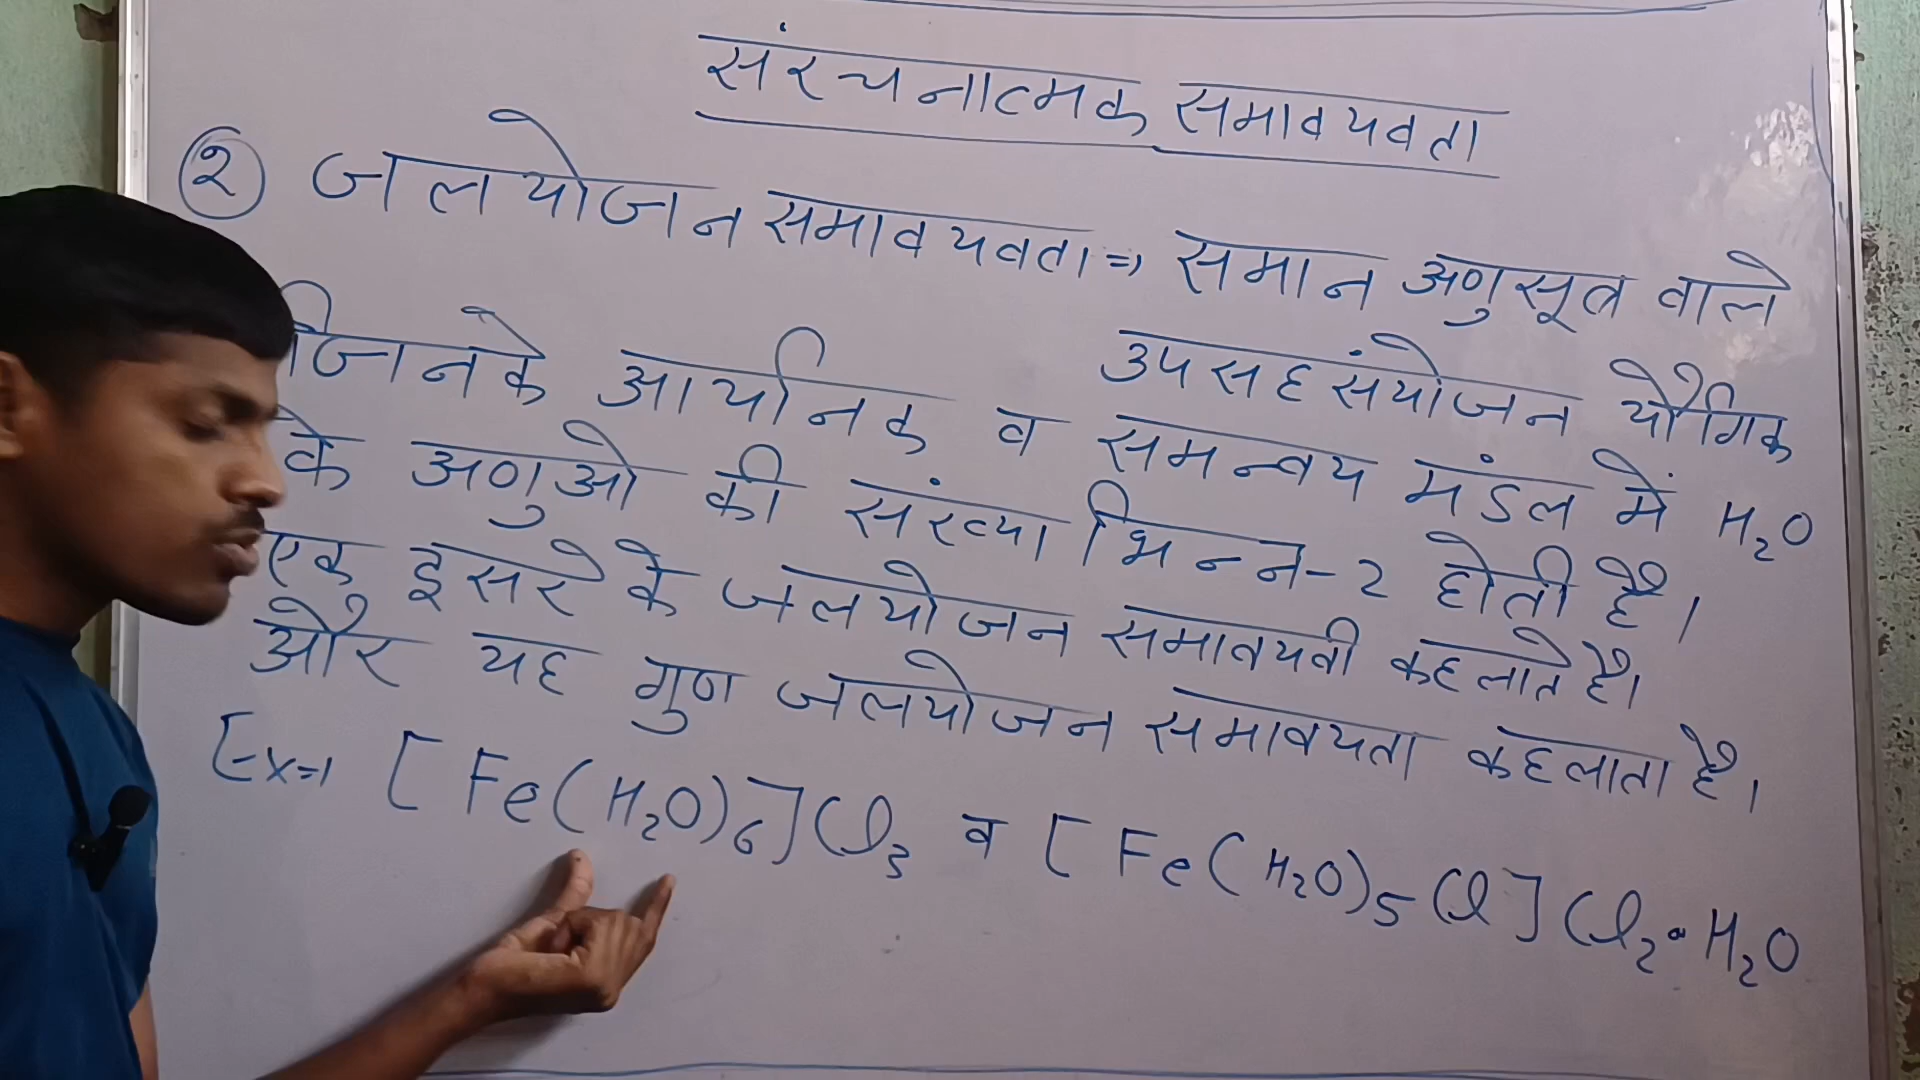 संरचनात्मक समावयवता
२ जलयोजन समावयवता ⇒ समान अणुसूत्र वाले
उपसहसंयोजन यौगिक
जिनके आयनिक व समन्वय मंडल में H₂O
के अणुओ की संख्या भिन्न-2 होती है।
एक दुसरे के जलयोजन समावयवी कहलाते है।
और यह गुण जलयोजन समावयता कहलाता है।
Ex⇒ [Fe(H₂O)₆]Cl₃ व [Fe(H₂O)₅Cl]Cl₂•H₂O